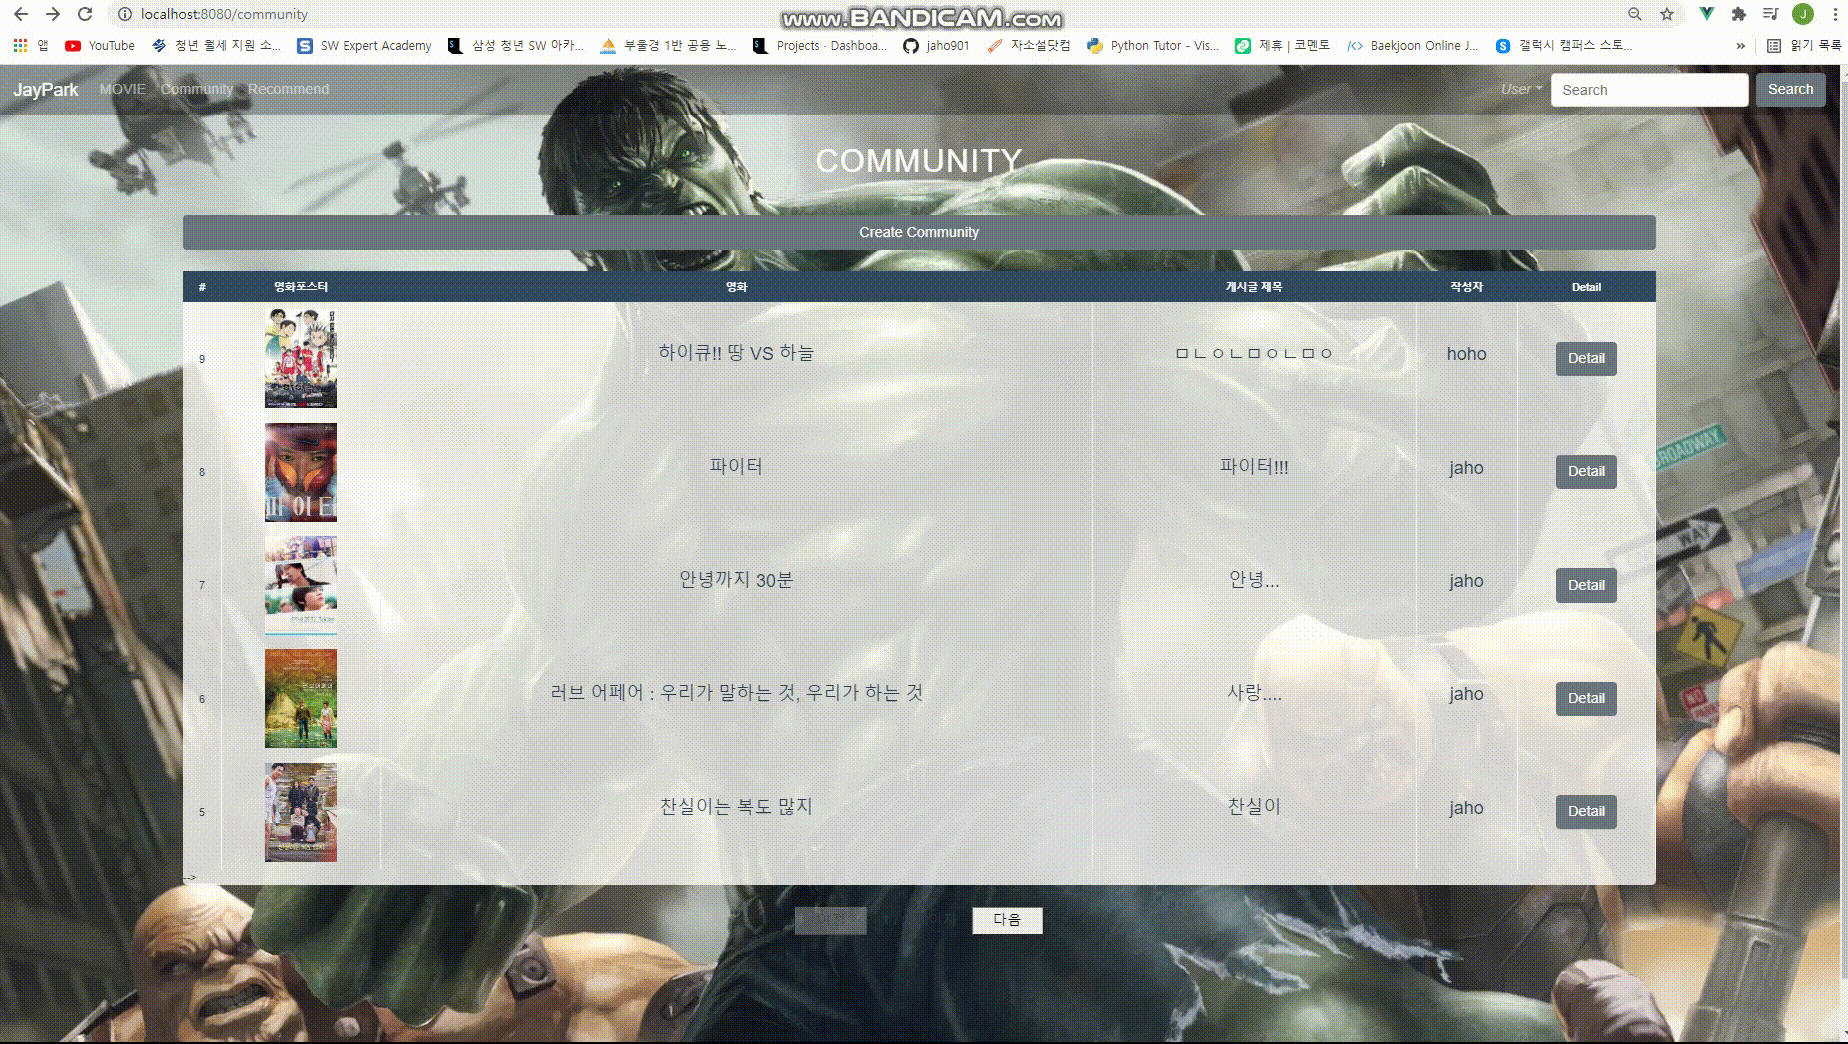 localhost:8080/community
www.BANDICAM.com
앱 YouTube 청년 월세 지원 소... SW Expert Academy 삼성 청년 SW 아카... 부울경 1반 공용 노... Projects · Dashboa... jaho901 자소설닷컴 Python Tutor - Vis... 제휴 | 코멘토 Baekjoon Online J... 갤럭시 캠퍼스 스토... » 읽기 목록
JayPark MOVIE Community Recommend User Search Search
COMMUNITY
Create Community
# 영화포스터 영화 게시글 제목 작성자 Detail
9 하이큐!! 땅 VS 하늘 ㅁㄴㅇㄴㅁㅇㄴㅁㅇ hoho Detail
8 파이터 파이터!!! jaho Detail
파이터
7 안녕까지 30분 안녕... jaho Detail
BROADWAY
6 러브 어페어 : 우리가 말하는 것, 우리가 하는 것 사랑.... jaho Detail
5 찬실이는 복도 많지 찬실이 jaho Detail
-->
다음